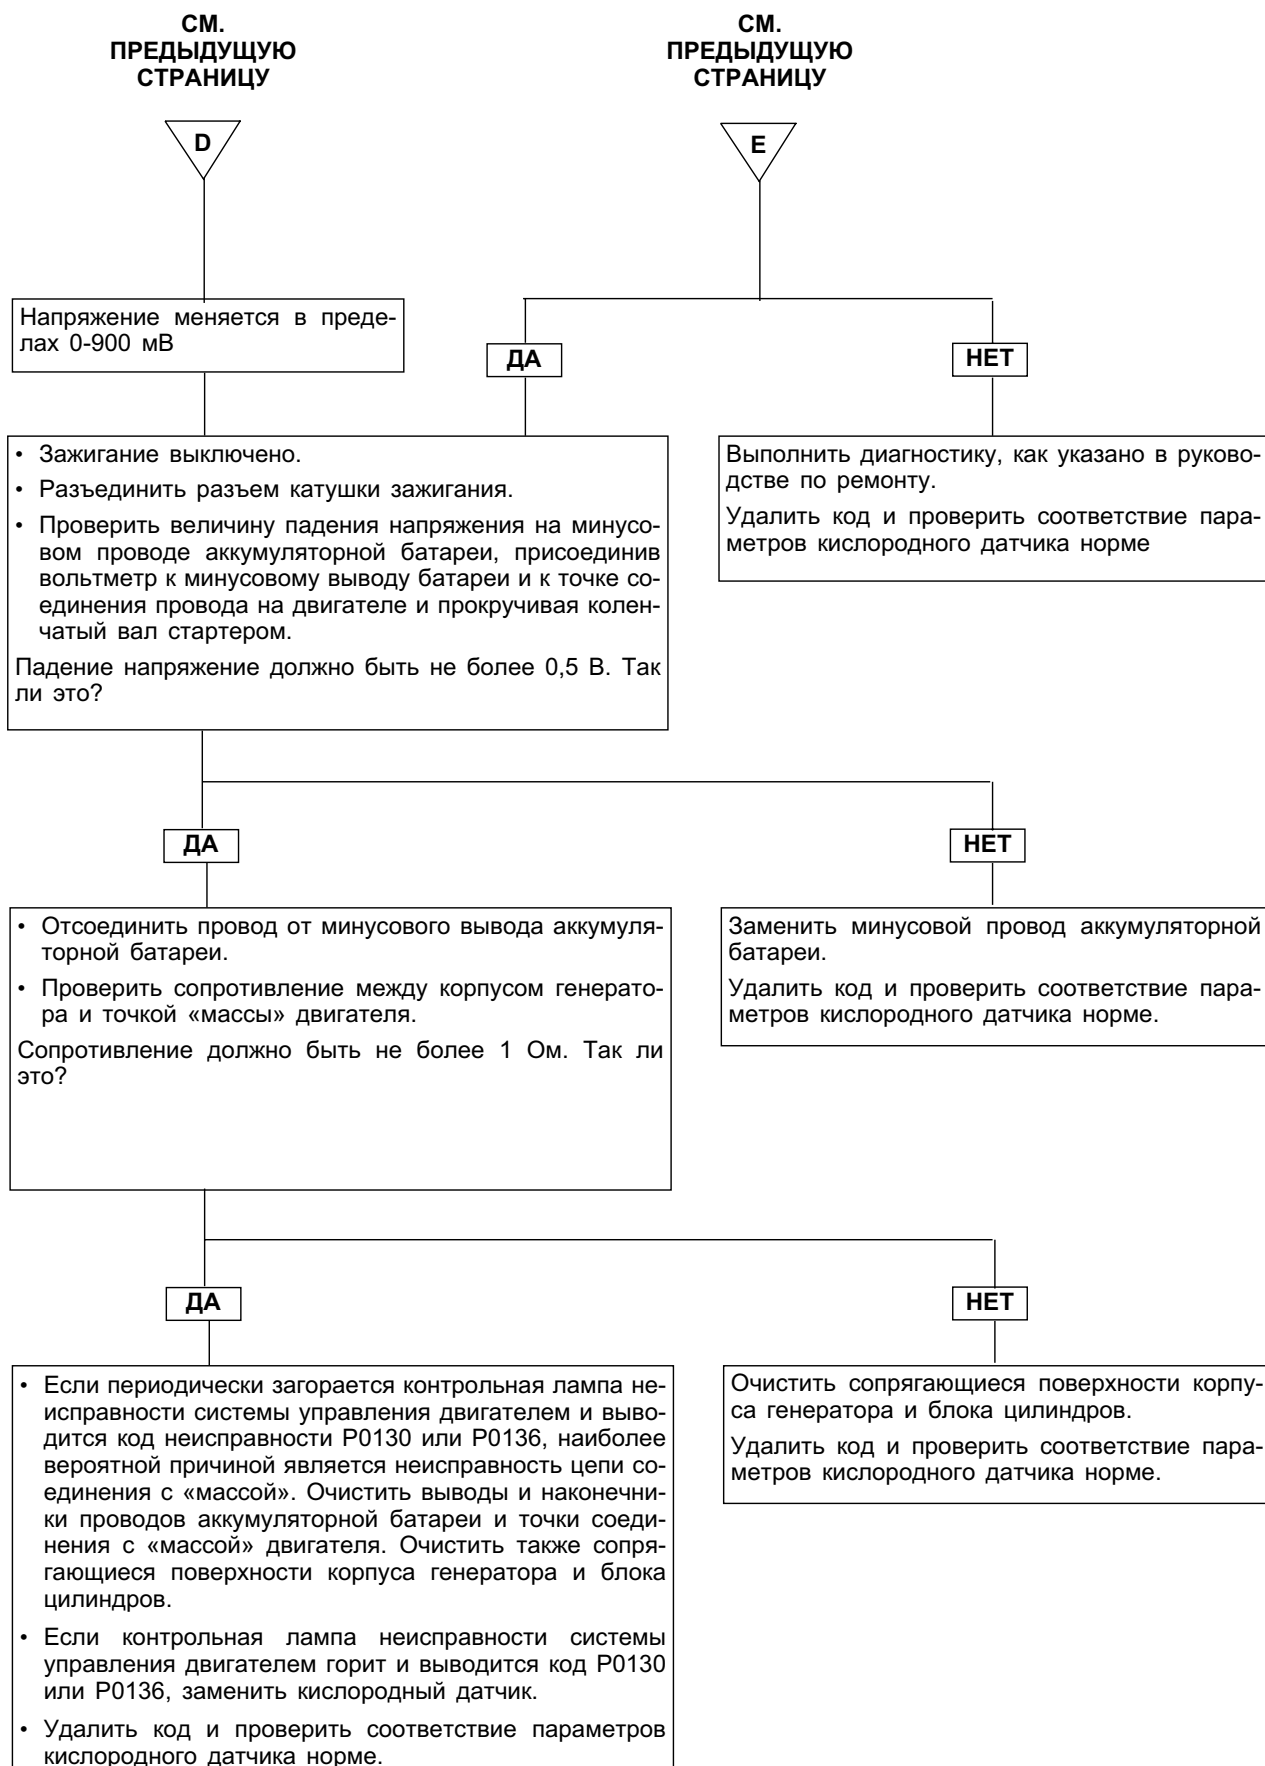 СМ.
ПРЕДЫДУЩУЮ
СТРАНИЦУ
СМ.
ПРЕДЫДУЩУЮ
СТРАНИЦУ
D
E
Напряжение меняется в преде-
лах 0-900 мВ
ДА
НЕТ
• Зажигание выключено.
• Разъединить разъем катушки зажигания.
• Проверить величину падения напряжения на минусо-
вом проводе аккумуляторной батареи, присоединив
вольтметр к минусовому выводу батареи и к точке со-
единения провода на двигателе и прокручивая колен-
чатый вал стартером.
Падение напряжение должно быть не более 0,5 В. Так
ли это?
Выполнить диагностику, как указано в руково-
дстве по ремонту.
Удалить код и проверить соответствие пара-
метров кислородного датчика норме
ДА
НЕТ
• Отсоединить провод от минусового вывода аккумуля-
торной батареи.
• Проверить сопротивление между корпусом генерато-
ра и точкой «массы» двигателя.
Сопротивление должно быть не более 1 Ом. Так ли
это?
Заменить минусовой провод аккумуляторной
батареи.
Удалить код и проверить соответствие пара-
метров кислородного датчика норме.
ДА
НЕТ
• Если периодически загорается контрольная лампа не-
исправности системы управления двигателем и выво-
дится код неисправности P0130 или P0136, наиболее
вероятной причиной является неисправность цепи со-
единения с «массой». Очистить выводы и наконечни-
ки проводов аккумуляторной батареи и точки соеди-
нения с «массой» двигателя. Очистить также сопря-
гающиеся поверхности корпуса генератора и блока
цилиндров.
• Если контрольная лампа неисправности системы
управления двигателем горит и выводится код P0130
или P0136, заменить кислородный датчик.
• Удалить код и проверить соответствие параметров
кислородного датчика норме.
Очистить сопрягающиеся поверхности корпу-
са генератора и блока цилиндров.
Удалить код и проверить соответствие пара-
метров кислородного датчика норме.